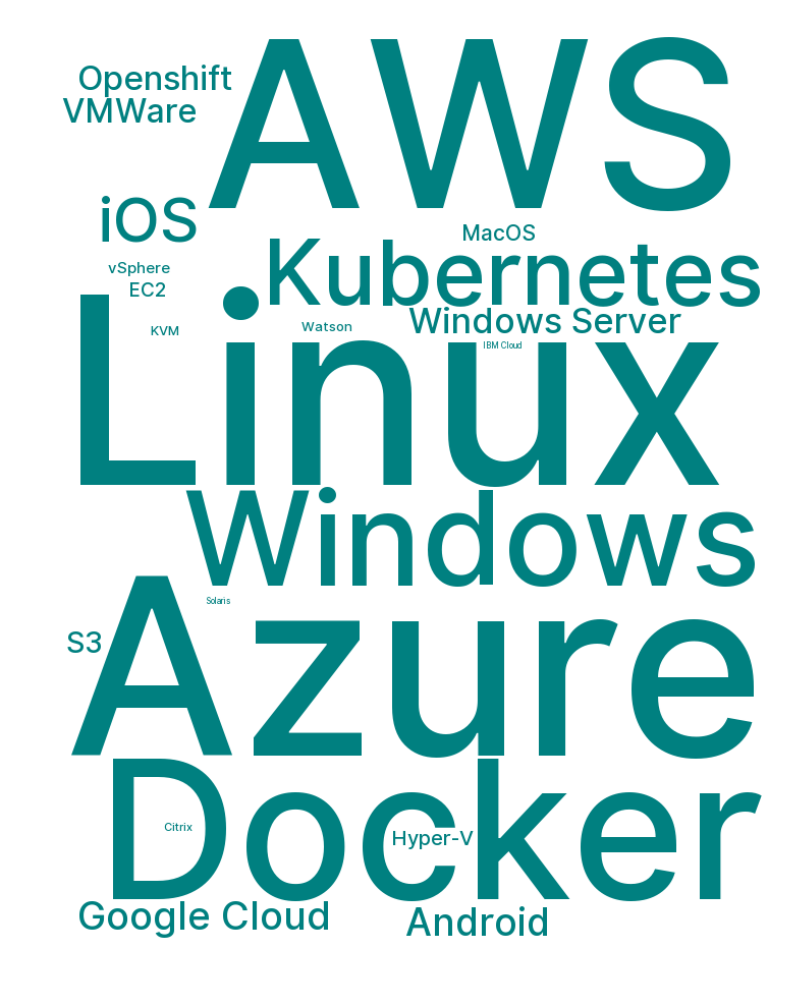 AWS
Openshift
VMWare
iOS
MacOS
Kubernetes
vSphere
EC2
Windows Server
KVM
Watson
IBM Cloud
Linux
Windows
Solaris
S3
Azure
Docker
Citrix
Hyper-V
Google Cloud
Android